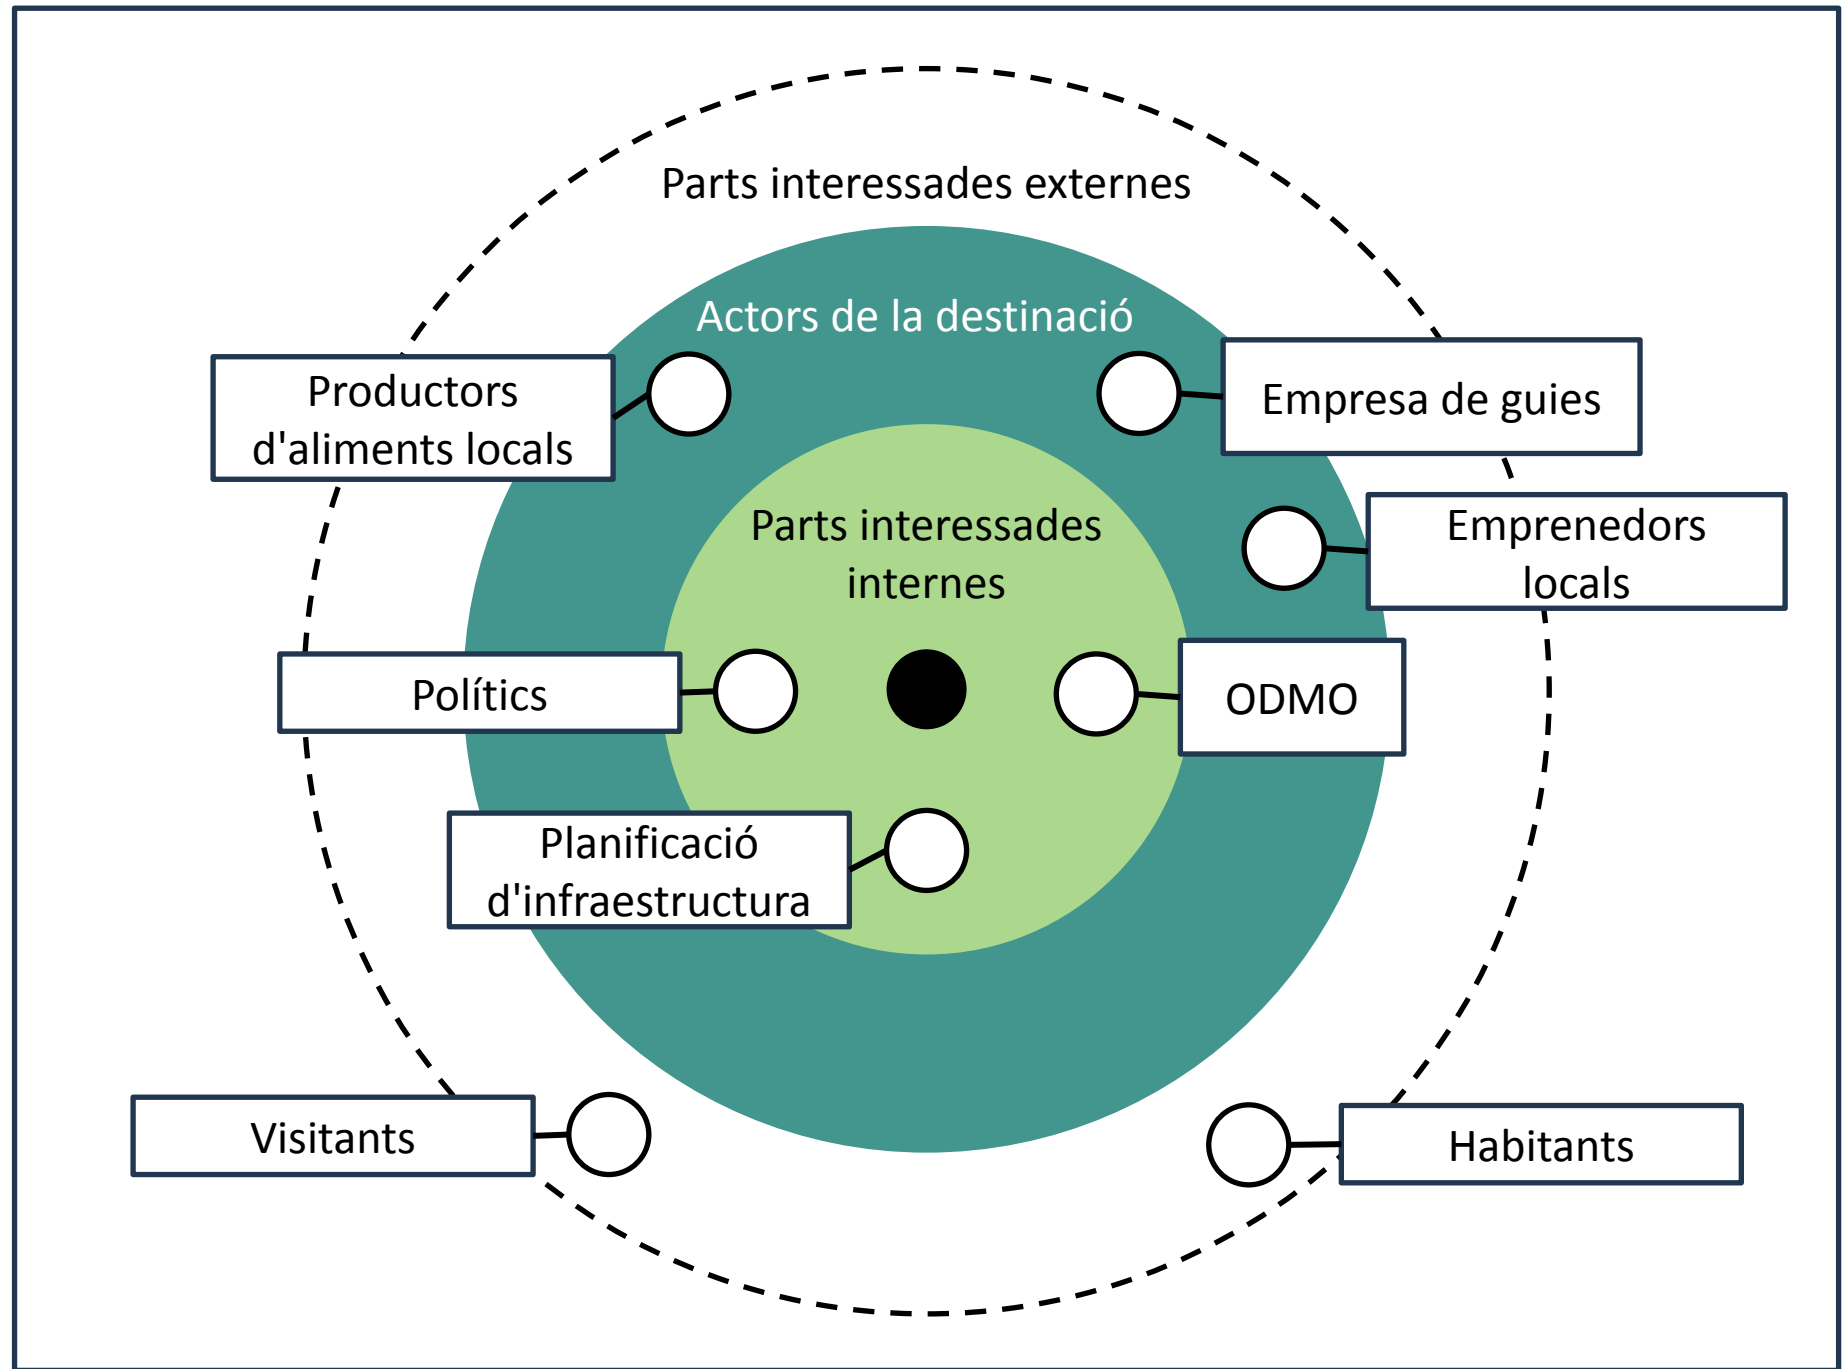 Parts interessades externes
Actors de la destinació
Productors
d'aliments locals
Empresa de guies
Parts interessades
internes
Emprenedors
locals
Polítics
ODMO
Planificació
d'infraestructura
Visitants
Habitants